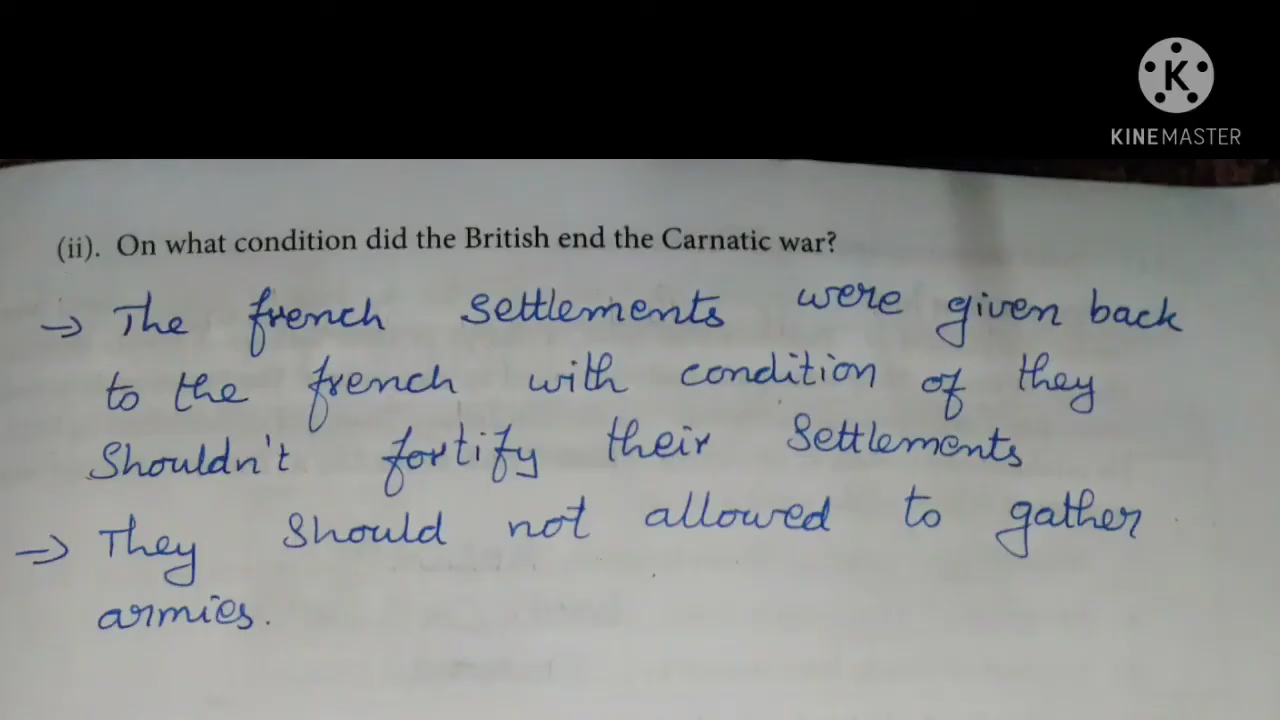 K
KINEMASTER
(ii). On what condition did the British end the Carnatic war?
→ The french settlements were given back
to the french with condition of they
Shouldn't fortify their Settlements
→ They Should not allowed to gather
armies.